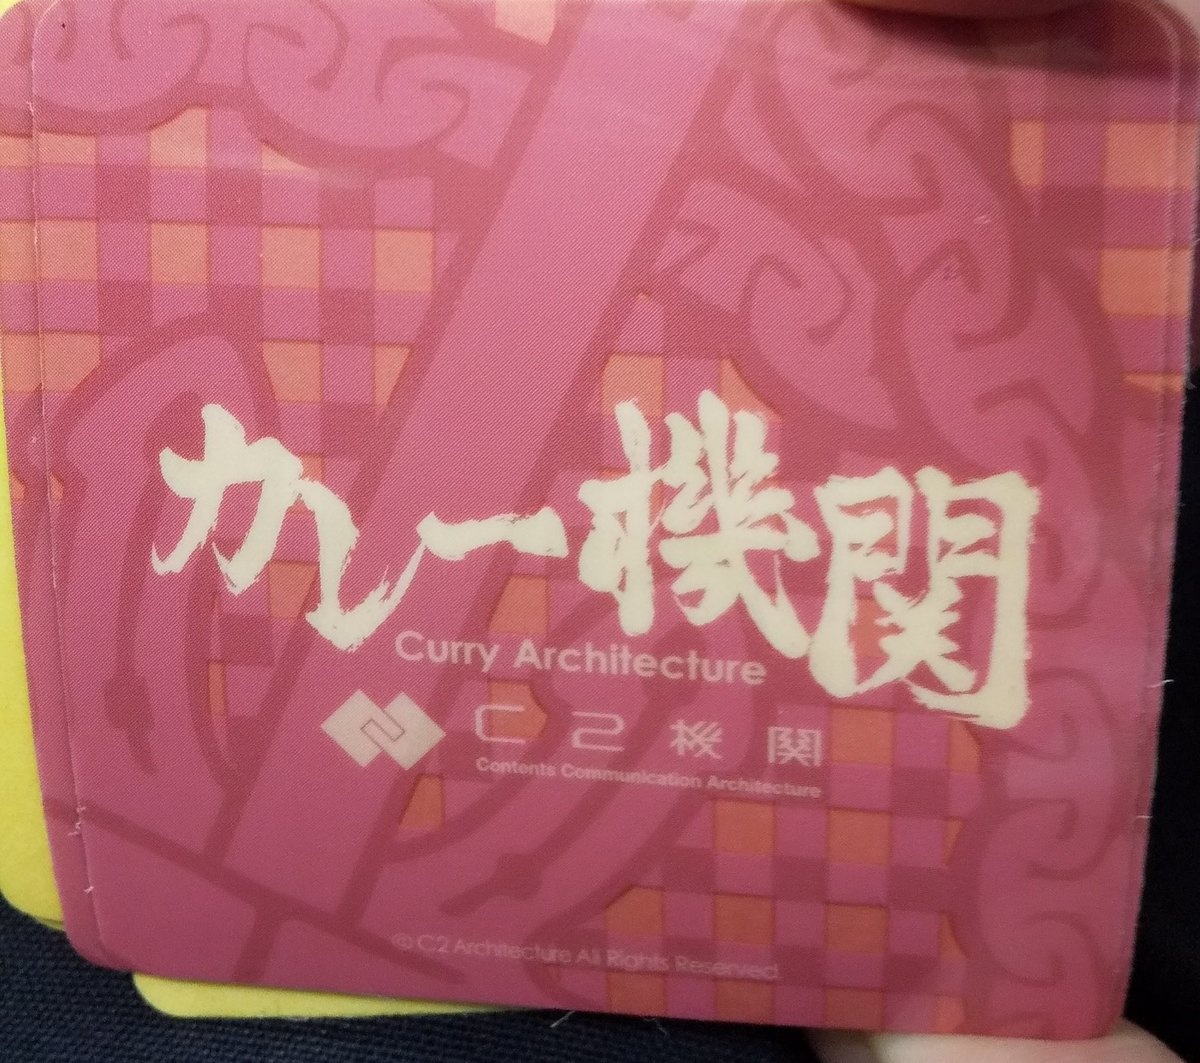 カレー機関
Curry Architecture
C2機関
Contents Communication Architecture
© C2 Architecture All Rights Reserved.